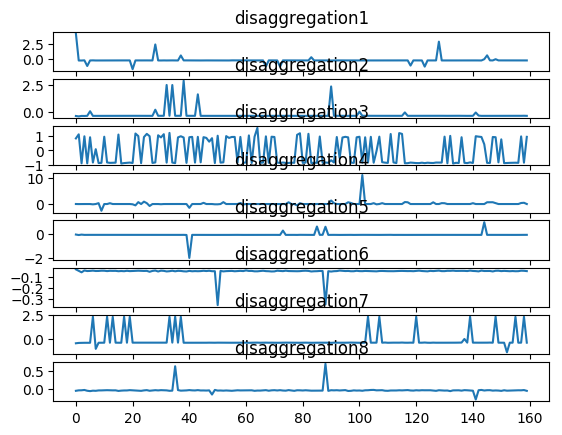 disaggregation1
2.5
0.0
disaggregation2
2.5
0.0
disaggregation3
1
0
−1
disaggregation4
10
0
disaggregation5
0
−2
disaggregation6
−0.1
−0.2
−0.3
disaggregation7
2.5
0.0
disaggregation8
0.5
0.0
0 20 40 60 80 100 120 140 160